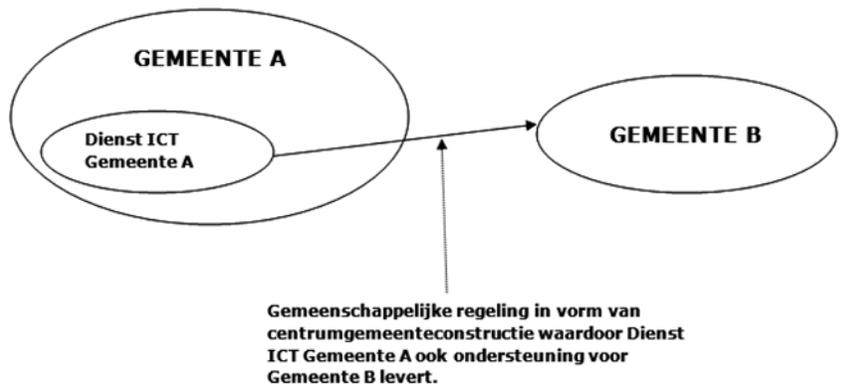 GEMEENTE A
Dienst ICT
Gemeente A
GEMEENTE B
Gemeenschappelijke regeling in vorm van
centrumgemeenteconstructie waardoor Dienst
ICT Gemeente A ook ondersteuning voor
Gemeente B levert.